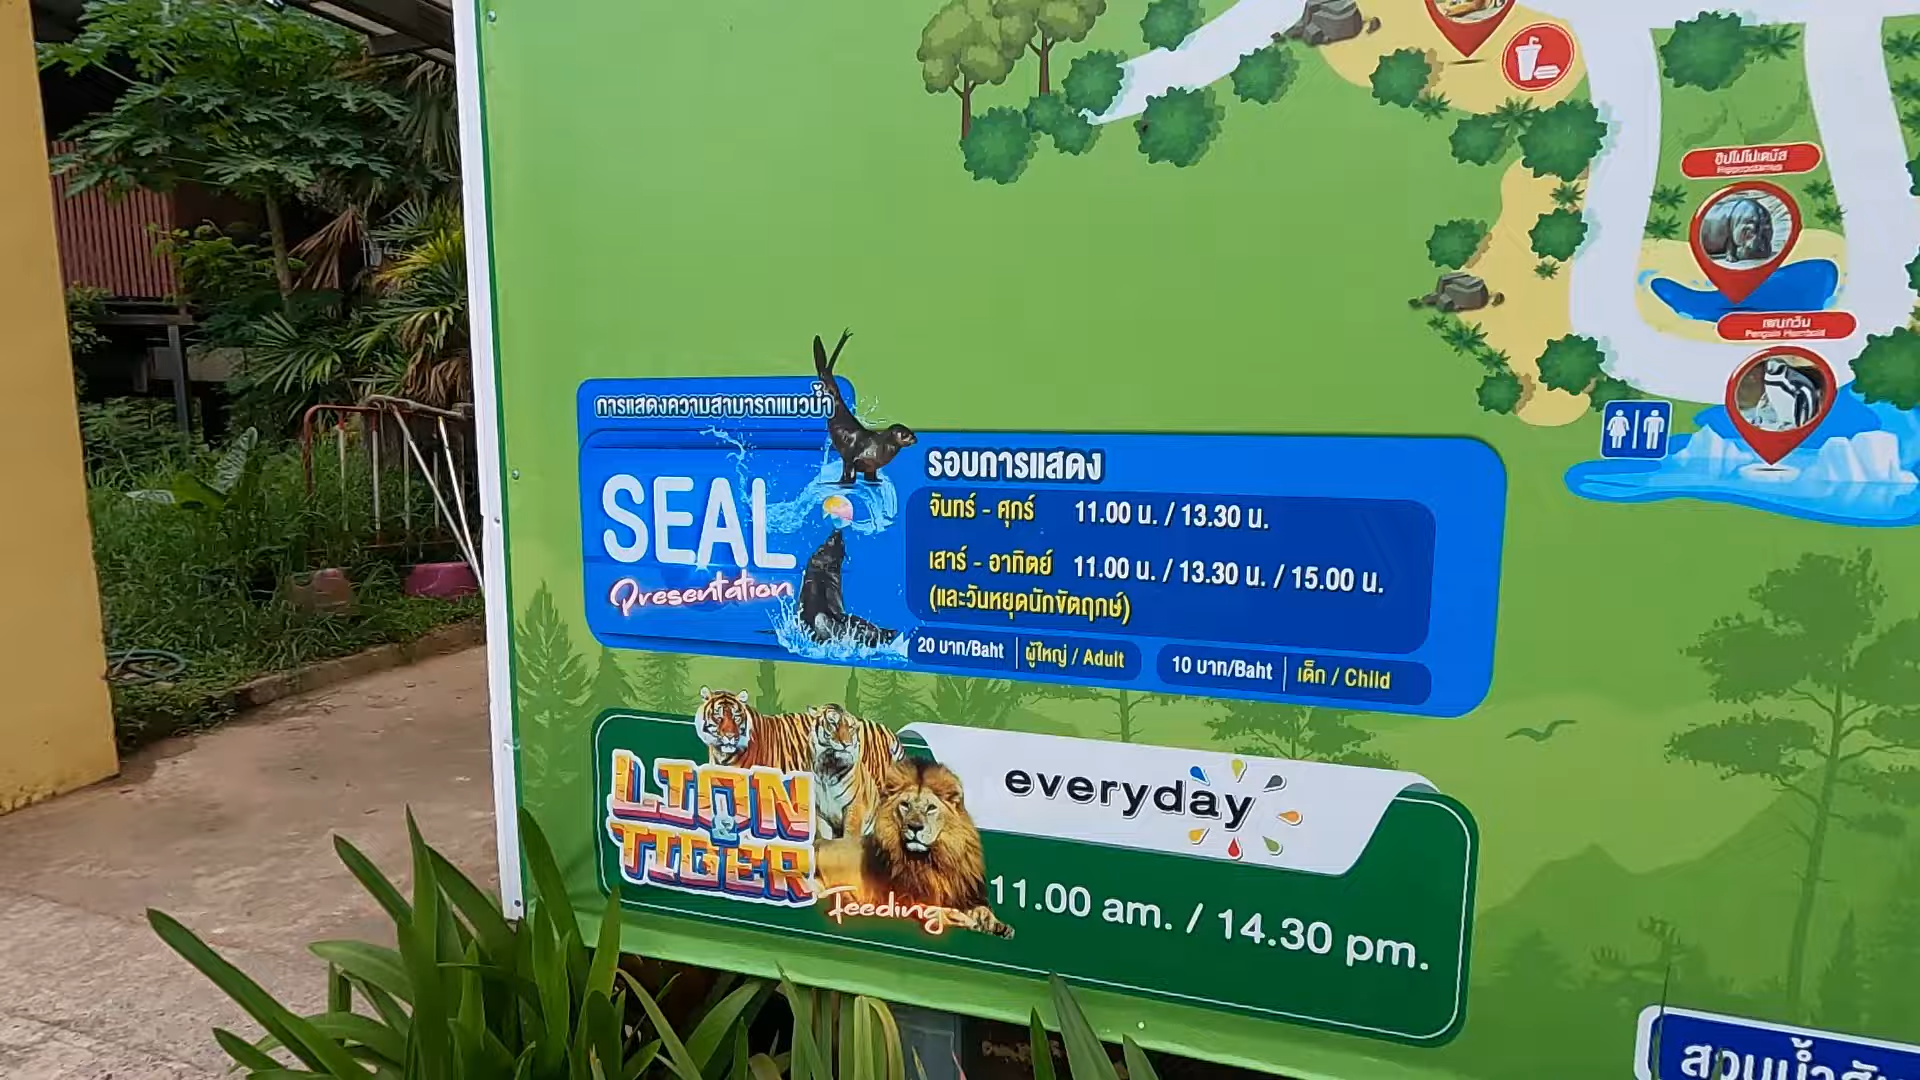 ฮิปโปโปเตมัส
Hippopotamus
เพนกวิน
Penguin Humbold
การแสดงความสามารถแมวน้ำ
SEAL
Presentation
รอบการแสดง
จันทร์ - ศุกร์ 11.00 น. / 13.30 น.
เสาร์ - อาทิตย์ 11.00 น. / 13.30 น. / 15.00 น.
(และวันหยุดนักขัตฤกษ์)
20 บาท/Baht | ผู้ใหญ่ / Adult 10 บาท/Baht | เด็ก / Child
LION
&
TIGER
Feeding
everyday
11.00 am. / 14.30 pm.